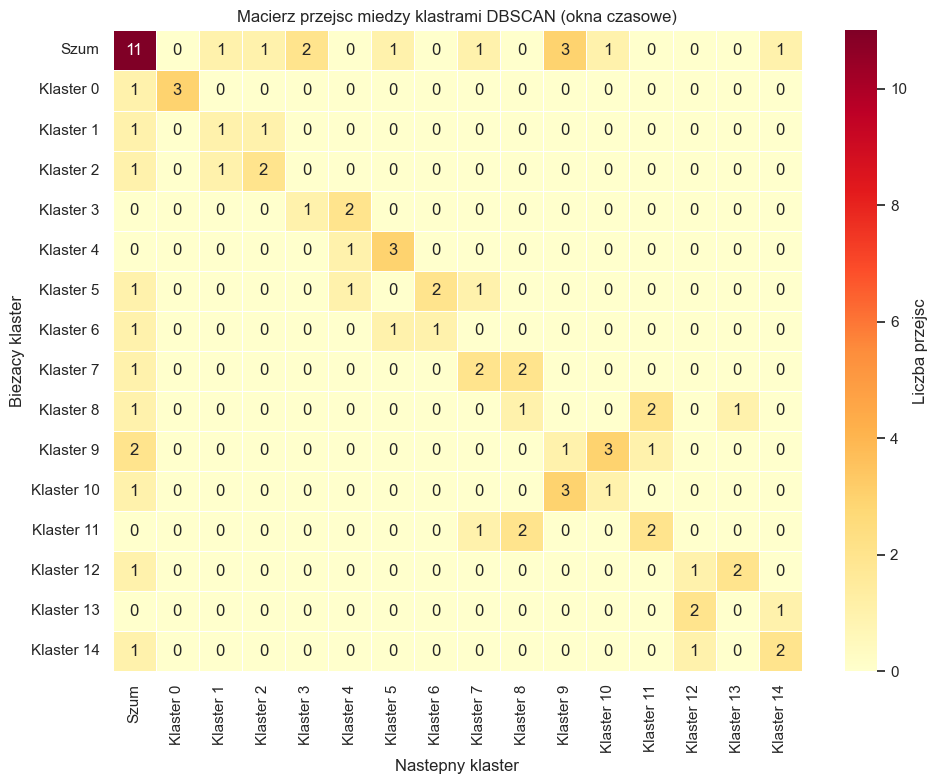 Macierz przejsc miedzy klastrami DBSCAN (okna czasowe)
Szum 11 0 1 1 2 0 1 0 1 0 3 1 0 0 0 1
Klaster 0 1 3 0 0 0 0 0 0 0 0 0 0 0 0 0 0
Klaster 1 1 0 1 1 0 0 0 0 0 0 0 0 0 0 0 0
Klaster 2 1 0 1 2 0 0 0 0 0 0 0 0 0 0 0 0
Klaster 3 0 0 0 0 1 2 0 0 0 0 0 0 0 0 0 0
Klaster 4 0 0 0 0 0 1 3 0 0 0 0 0 0 0 0 0
Klaster 5 1 0 0 0 0 1 0 2 1 0 0 0 0 0 0 0
Klaster 6 1 0 0 0 0 0 1 1 0 0 0 0 0 0 0 0
Klaster 7 1 0 0 0 0 0 0 0 2 2 0 0 0 0 0 0
Klaster 8 1 0 0 0 0 0 0 0 0 1 0 0 2 0 1 0
Klaster 9 2 0 0 0 0 0 0 0 0 0 1 3 1 0 0 0
Klaster 10 1 0 0 0 0 0 0 0 0 0 3 1 0 0 0 0
Klaster 11 0 0 0 0 0 0 0 0 1 2 0 0 2 0 0 0
Klaster 12 1 0 0 0 0 0 0 0 0 0 0 0 0 1 2 0
Klaster 13 0 0 0 0 0 0 0 0 0 0 0 0 0 2 0 1
Klaster 14 1 0 0 0 0 0 0 0 0 0 0 0 0 1 0 2
Biezacy klaster
Szum
Klaster 0
Klaster 1
Klaster 2
Klaster 3
Klaster 4
Klaster 5
Klaster 6
Klaster 7
Klaster 8
Klaster 9
Klaster 10
Klaster 11
Klaster 12
Klaster 13
Klaster 14
Nastepny klaster
10
8
6
4
2
0
Liczba przejsc